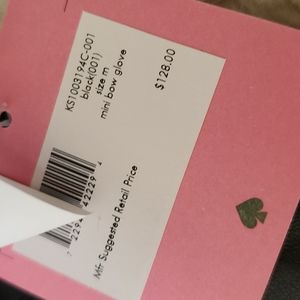 KS1003194C-001
black(001)
size m
mini bow glove
$128.00
Mfr Suggested Retail Price